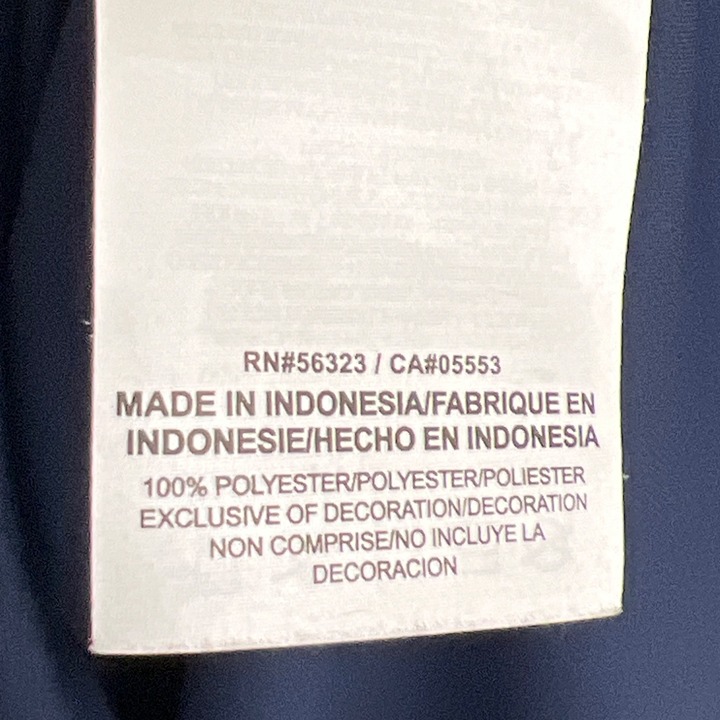 RN#56323 / CA#05553
MADE IN INDONESIA/FABRIQUE EN
INDONESIE/HECHO EN INDONESIA
100% POLYESTER/POLYESTER/POLIESTER
EXCLUSIVE OF DECORATION/DECORATION
NON COMPRISE/NO INCLUYE LA
DECORACION